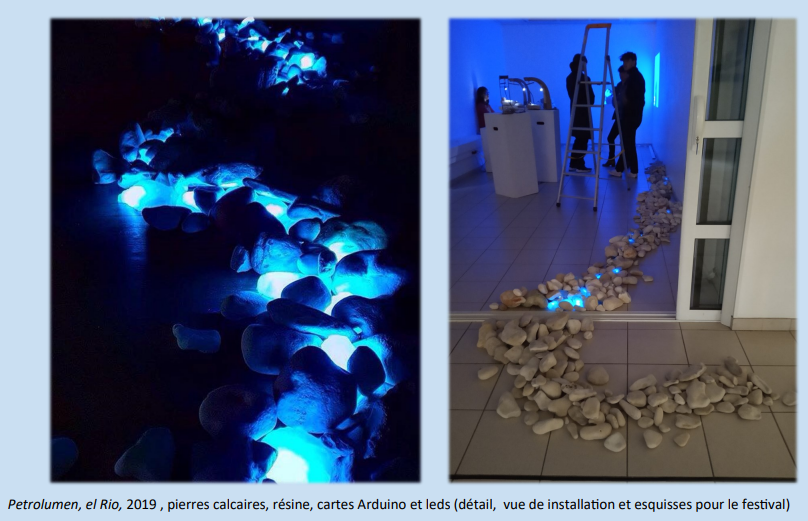 Petrolumen, el Rio, 2019 , pierres calcaires, résine, cartes Arduino et leds (détail, vue de installation et esquisses pour le festival)